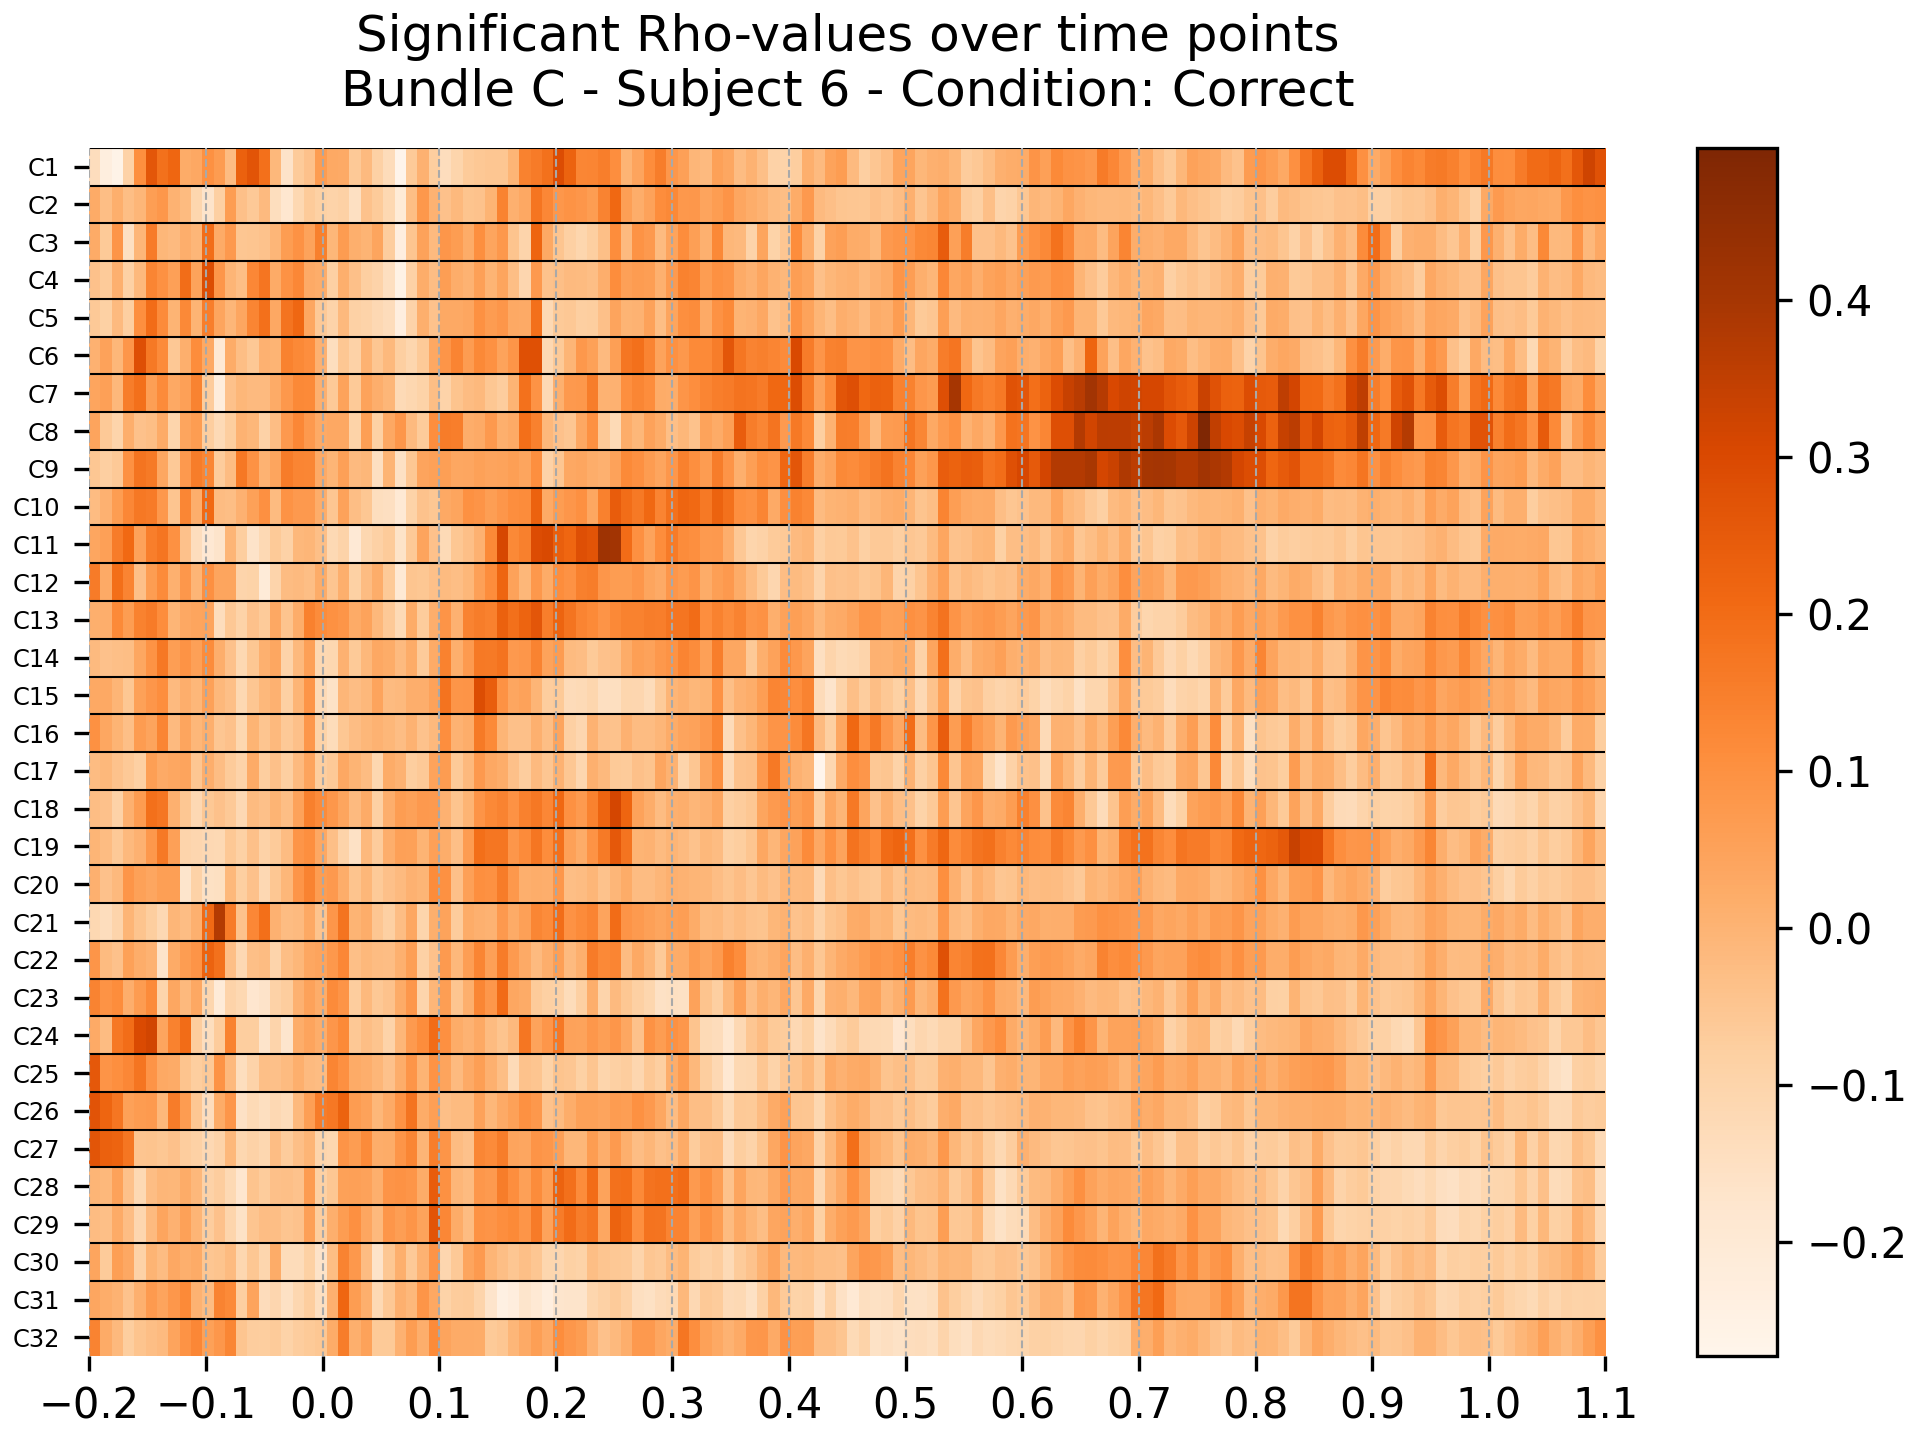 Significant Rho-values over time points
Bundle C - Subject 6 - Condition: Correct
C1
C2
C3
C4
C5
C6
C7
C8
C9
C10
C11
C12
C13
C14
C15
C16
C17
C18
C19
C20
C21
C22
C23
C24
C25
C26
C27
C28
C29
C30
C31
C32
−0.2 −0.1 0.0 0.1 0.2 0.3 0.4 0.5 0.6 0.7 0.8 0.9 1.0 1.1
0.4
0.3
0.2
0.1
0.0
−0.1
−0.2